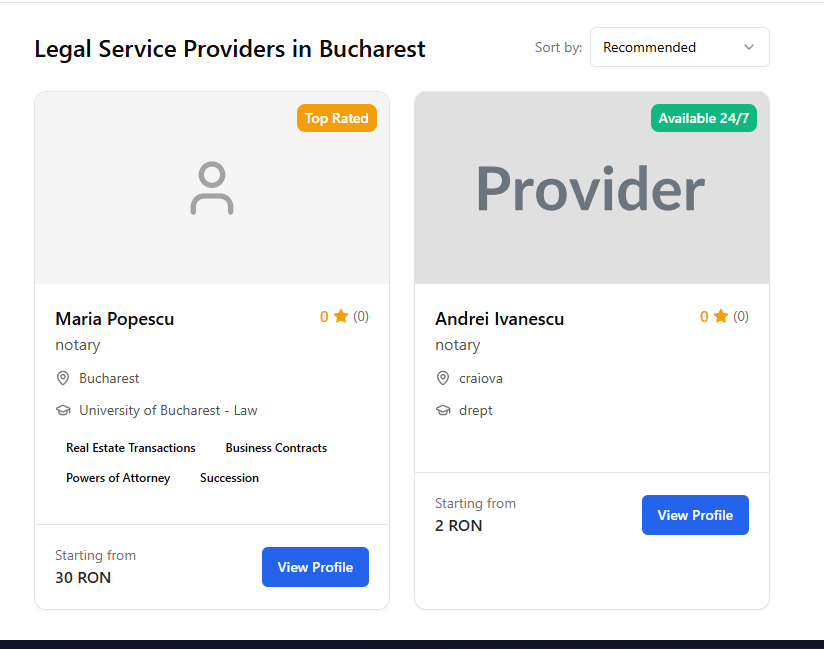 Legal Service Providers in Bucharest
Sort by:
Recommended
Top Rated
Maria Popescu
0 (0)
notary
Bucharest
University of Bucharest - Law
Real Estate Transactions
Business Contracts
Powers of Attorney
Succession
Starting from
30 RON
View Profile
Available 24/7
Provider
Andrei Ivanescu
0 (0)
notary
craiova
drept
Starting from
2 RON
View Profile